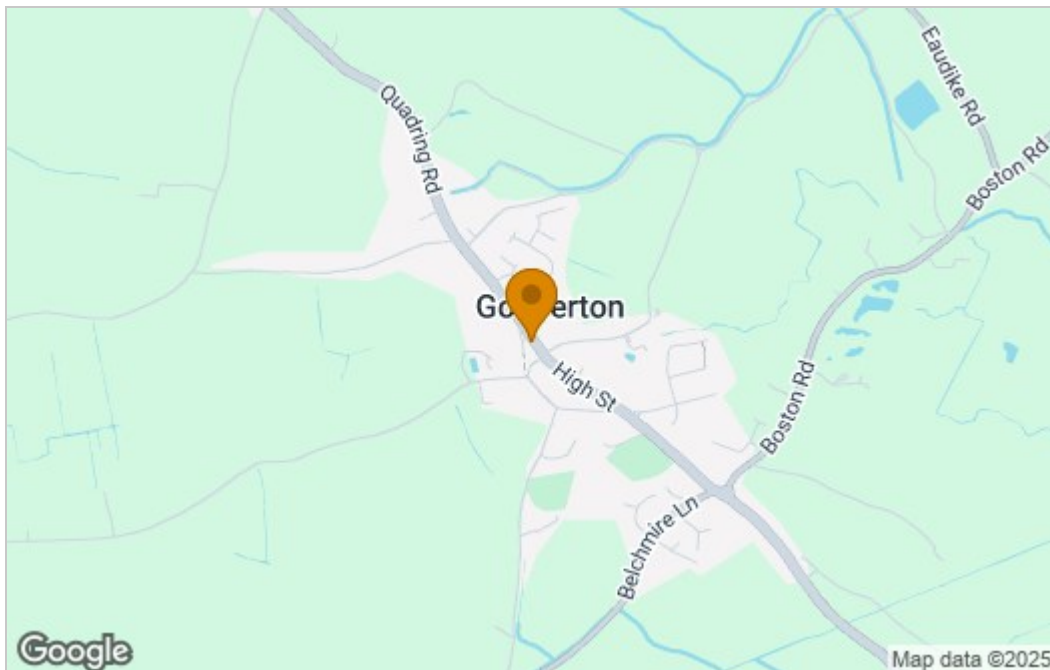 Eaudike Rd
Quadring Rd
Boston Rd
High St
Boston Rd
Belchmire Ln
Google
Map data ©2025